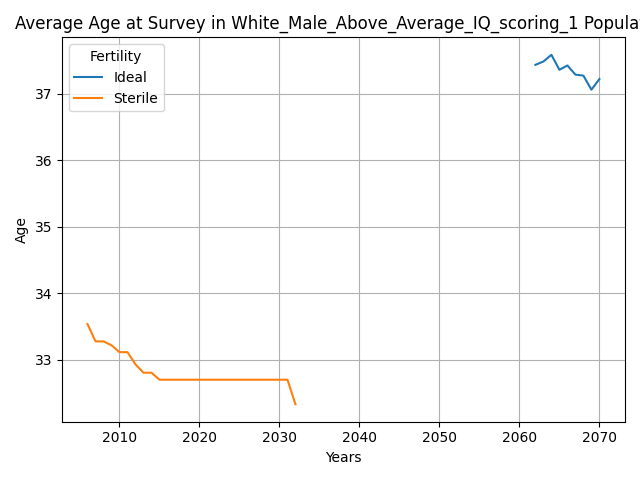 Average Age at Survey in White_Male_Above_Average_IQ_scoring_1 Popula
Fertility
Ideal
Sterile
37
36
35
34
33
Age
2010 2020 2030 2040 2050 2060 2070
Years